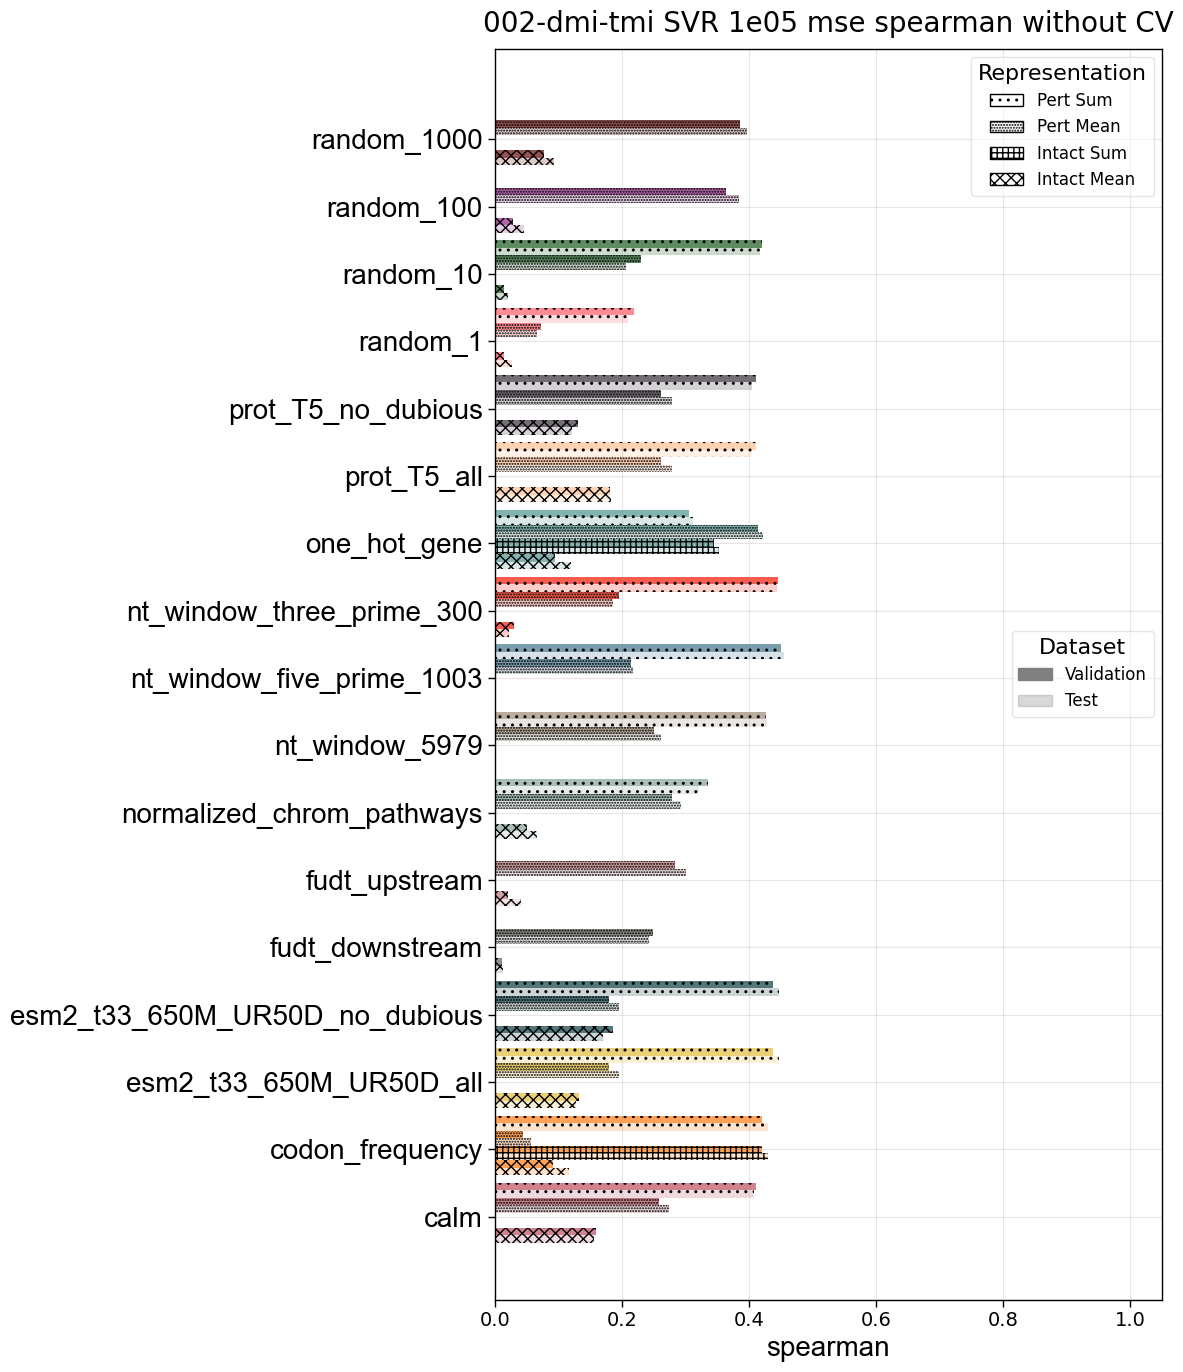 002-dmi-tmi SVR 1e05 mse spearman without CV
Representation
Pert Sum
Pert Mean
Intact Sum
Intact Mean
random_1000
random_100
random_10
random_1
prot_T5_no_dubious
prot_T5_all
one_hot_gene
nt_window_three_prime_300
nt_window_five_prime_1003
nt_window_5979
normalized_chrom_pathways
fudt_upstream
fudt_downstream
esm2_t33_650M_UR50D_no_dubious
esm2_t33_650M_UR50D_all
codon_frequency
calm
Dataset
Validation
Test
0.0 0.2 0.4 0.6 0.8 1.0
spearman